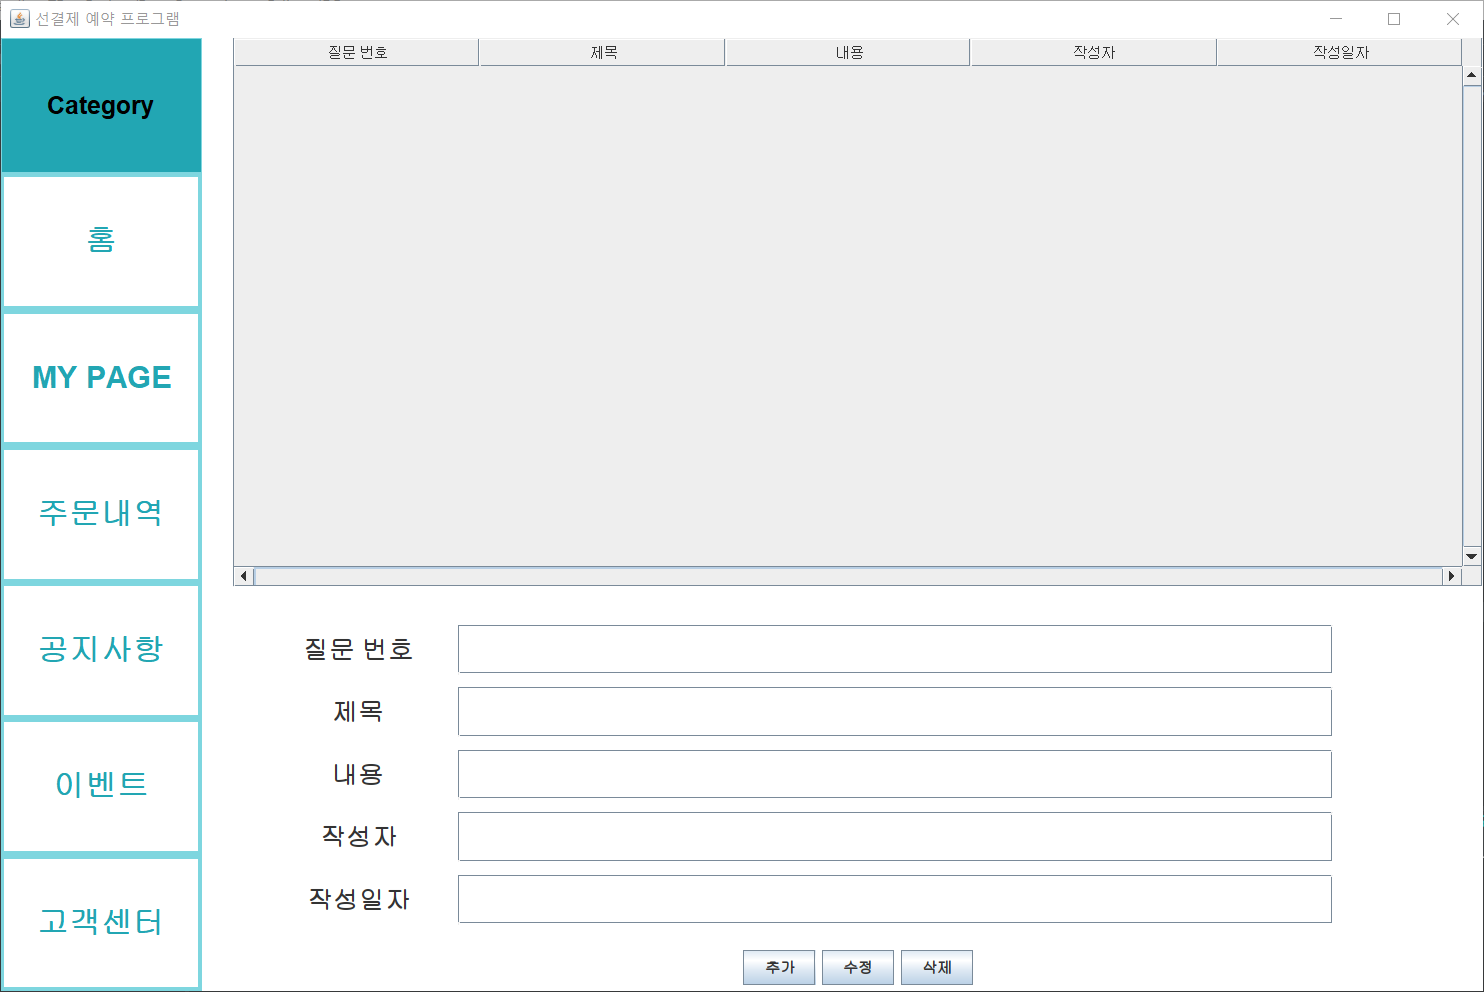 선결제 예약 프로그램
Category
홈
MY PAGE
주문내역
공지사항
이벤트
고객센터
질문 번호 제목 내용 작성자 작성일자
질문 번호
제목
내용
작성자
작성일자
추가 수정 삭제